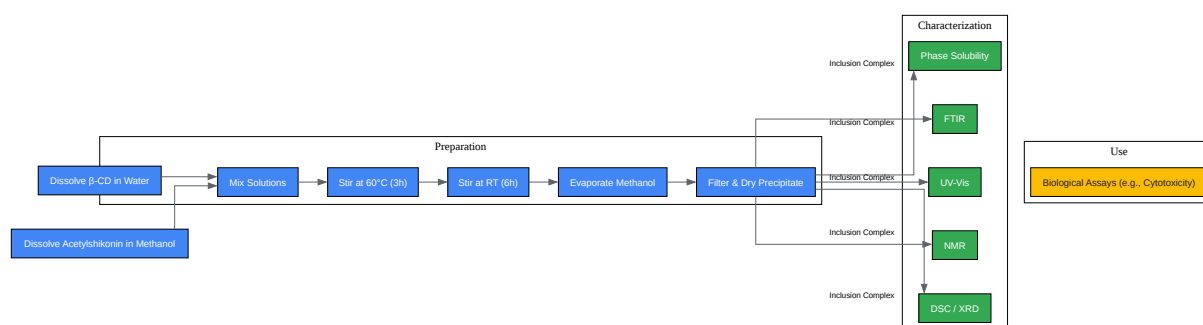 Preparation
Dissolve β-CD in Water
Dissolve Acetylshikonin in Methanol
Mix Solutions
Stir at 60°C (3h)
Stir at RT (6h)
Evaporate Methanol
Filter & Dry Precipitate
Inclusion Complex
Inclusion Complex
Inclusion Complex
Inclusion Complex
Inclusion Complex
Characterization
Phase Solubility
FTIR
UV-Vis
NMR
DSC / XRD
Use
Biological Assays (e.g., Cytotoxicity)